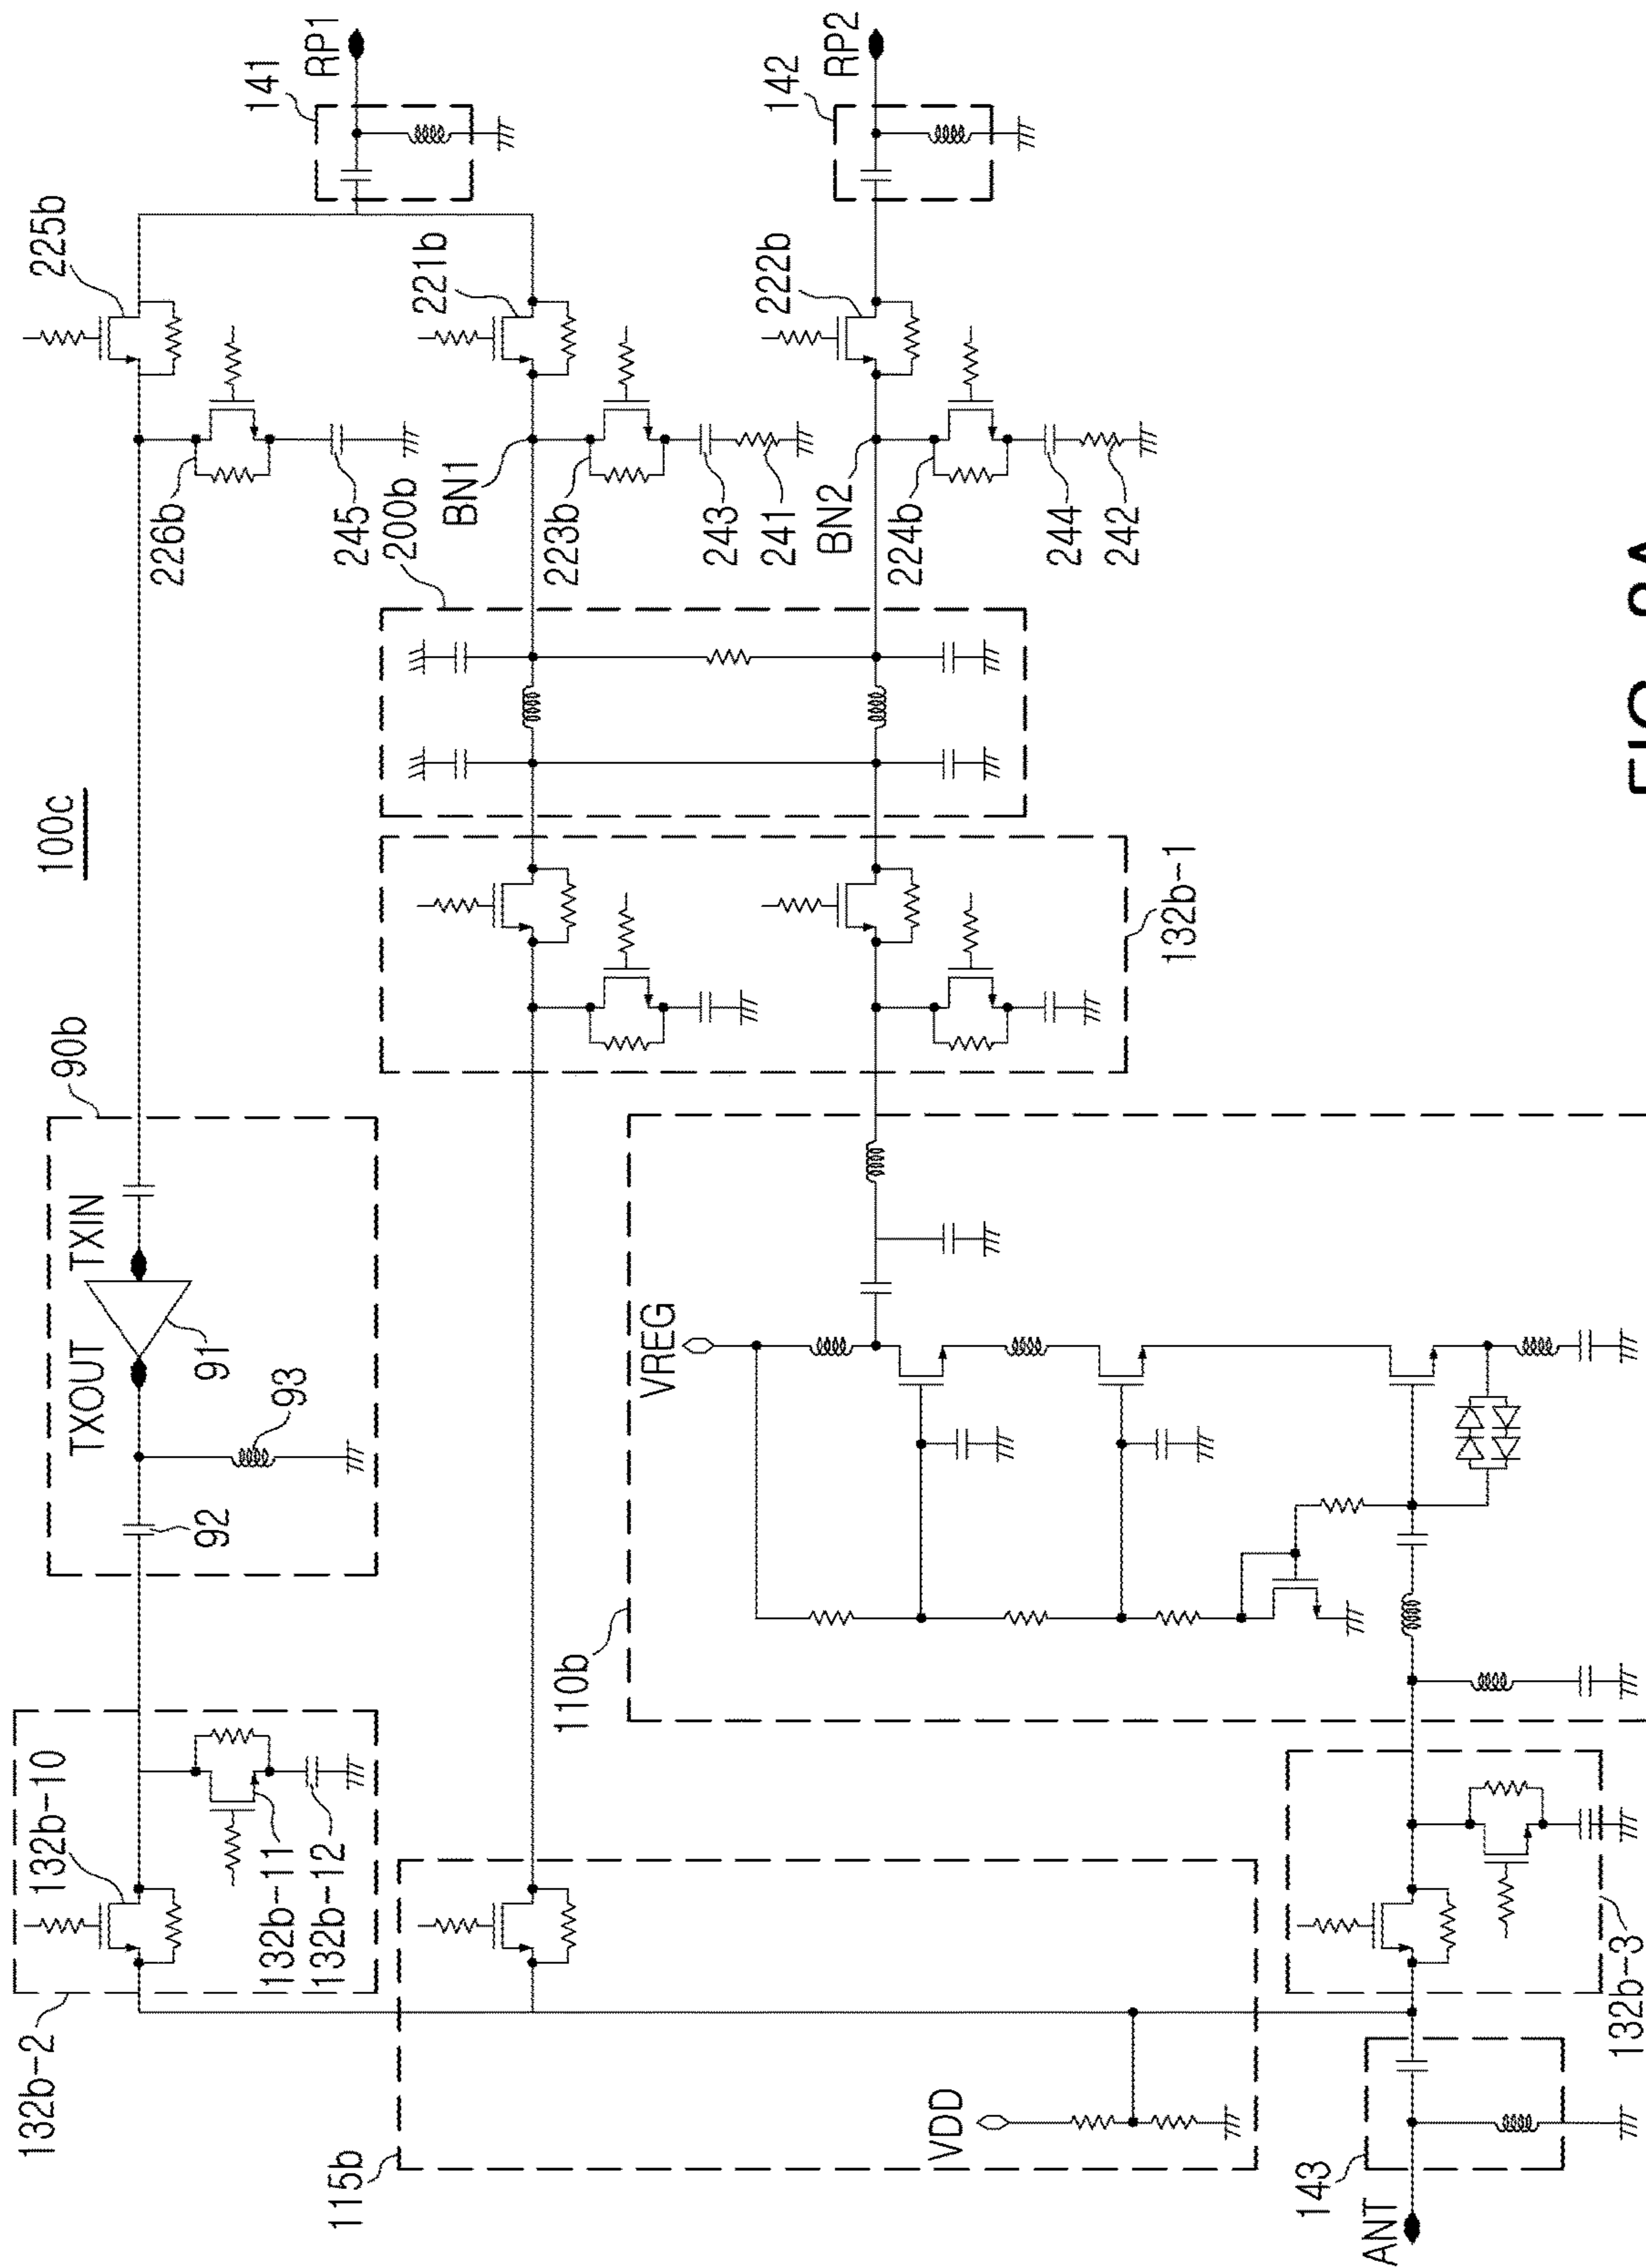 100c
132b-2
132b-10
132b-11
132b-12
TXOUT
TXIN
90b
91
92
93
225b
226b
245
141
RP1
221b
BN1
200b
223b
243
241
115b
VDD
110b
VREG
132b-1
222b
142
RP2
BN2
224b
244
242
143
ANT
132b-3